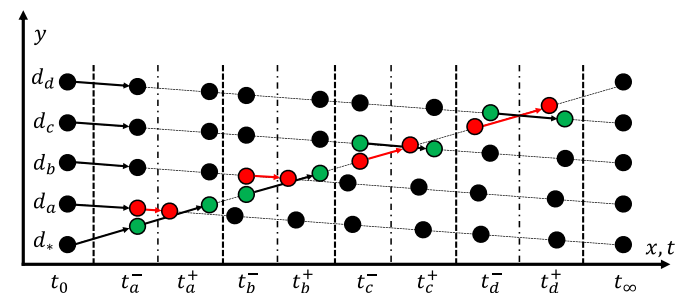 y
d_d
d_c
d_b
d_a
d_*
x, t
t_0 t_a^- t_a^+ t_b^- t_b^+ t_c^- t_c^+ t_d^- t_d^+ t_∞